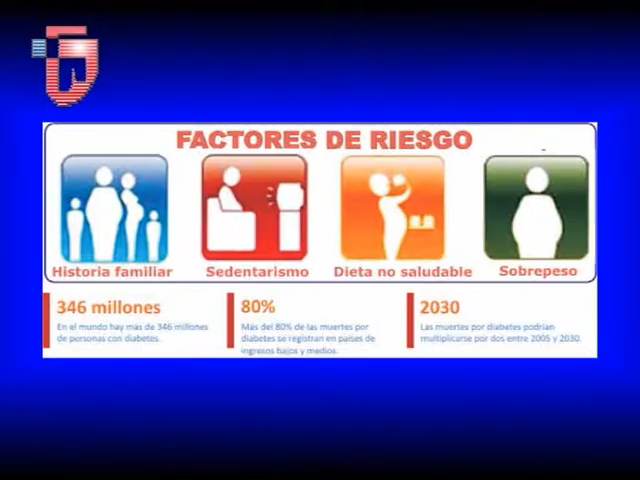 FACTORES DE RIESGO
Historia familiar
Sedentarismo
Dieta no saludable
Sobrepeso
346 millones
En el mundo hay más de 346 millones
de personas con diabetes.
80%
Más del 80% de las muertes por
diabetes se registran en países de
ingresos bajos y medios.
2030
Las muertes por diabetes podrían
multiplicarse por dos entre 2005 y 2030.